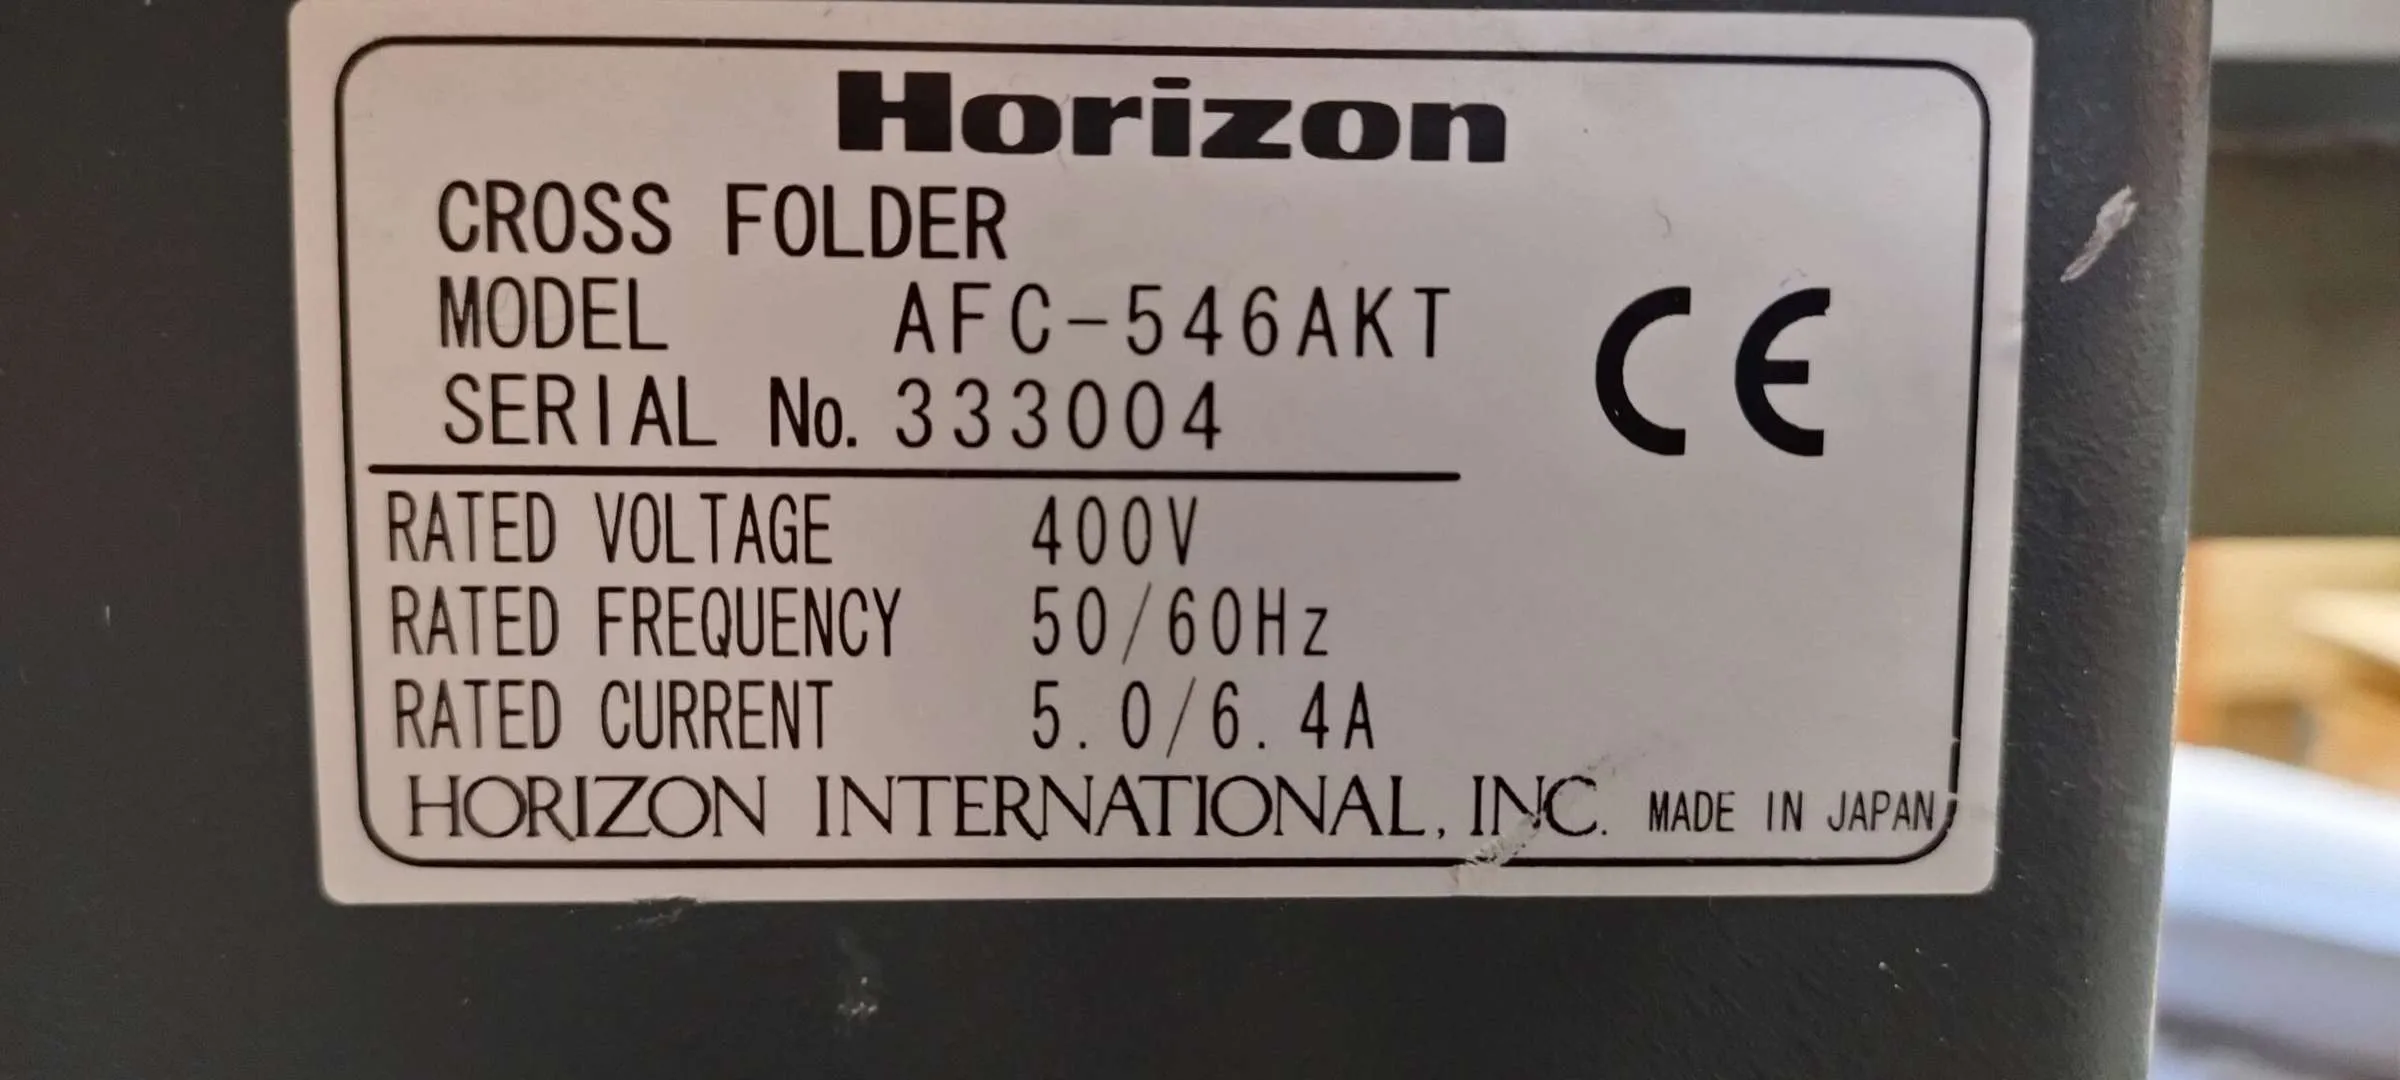 Horizon
CROSS FOLDER
MODEL AFC-546AKT
SERIAL No. 333004
CE
RATED VOLTAGE 400V
RATED FREQUENCY 50/60Hz
RATED CURRENT 5.0/6.4A
HORIZON INTERNATIONAL, INC. MADE IN JAPAN